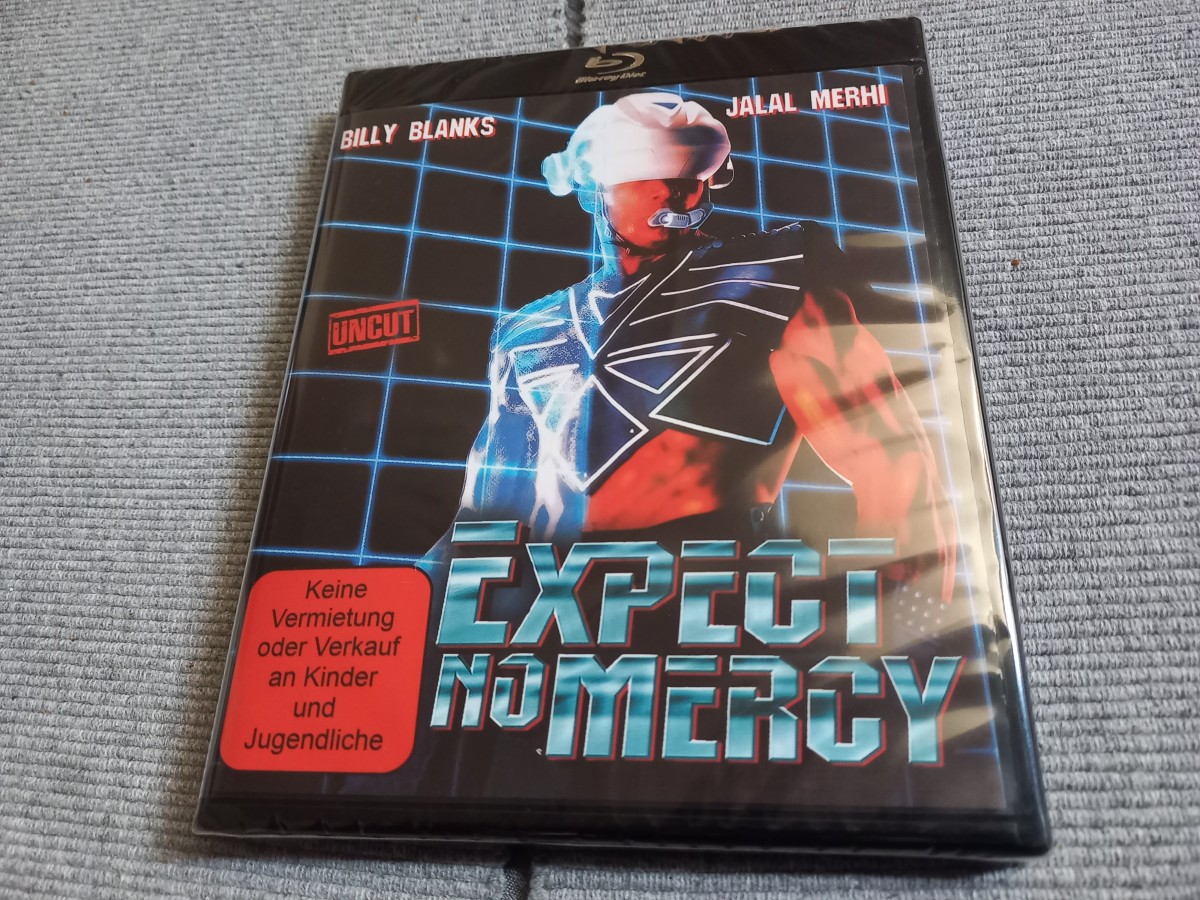 Blu-ray Disc
BILLY BLANKS
JALAL MERHI
UNCUT
EXPECT
NO MERCY
Keine
Vermietung
oder Verkauf
an Kinder
und
Jugendliche